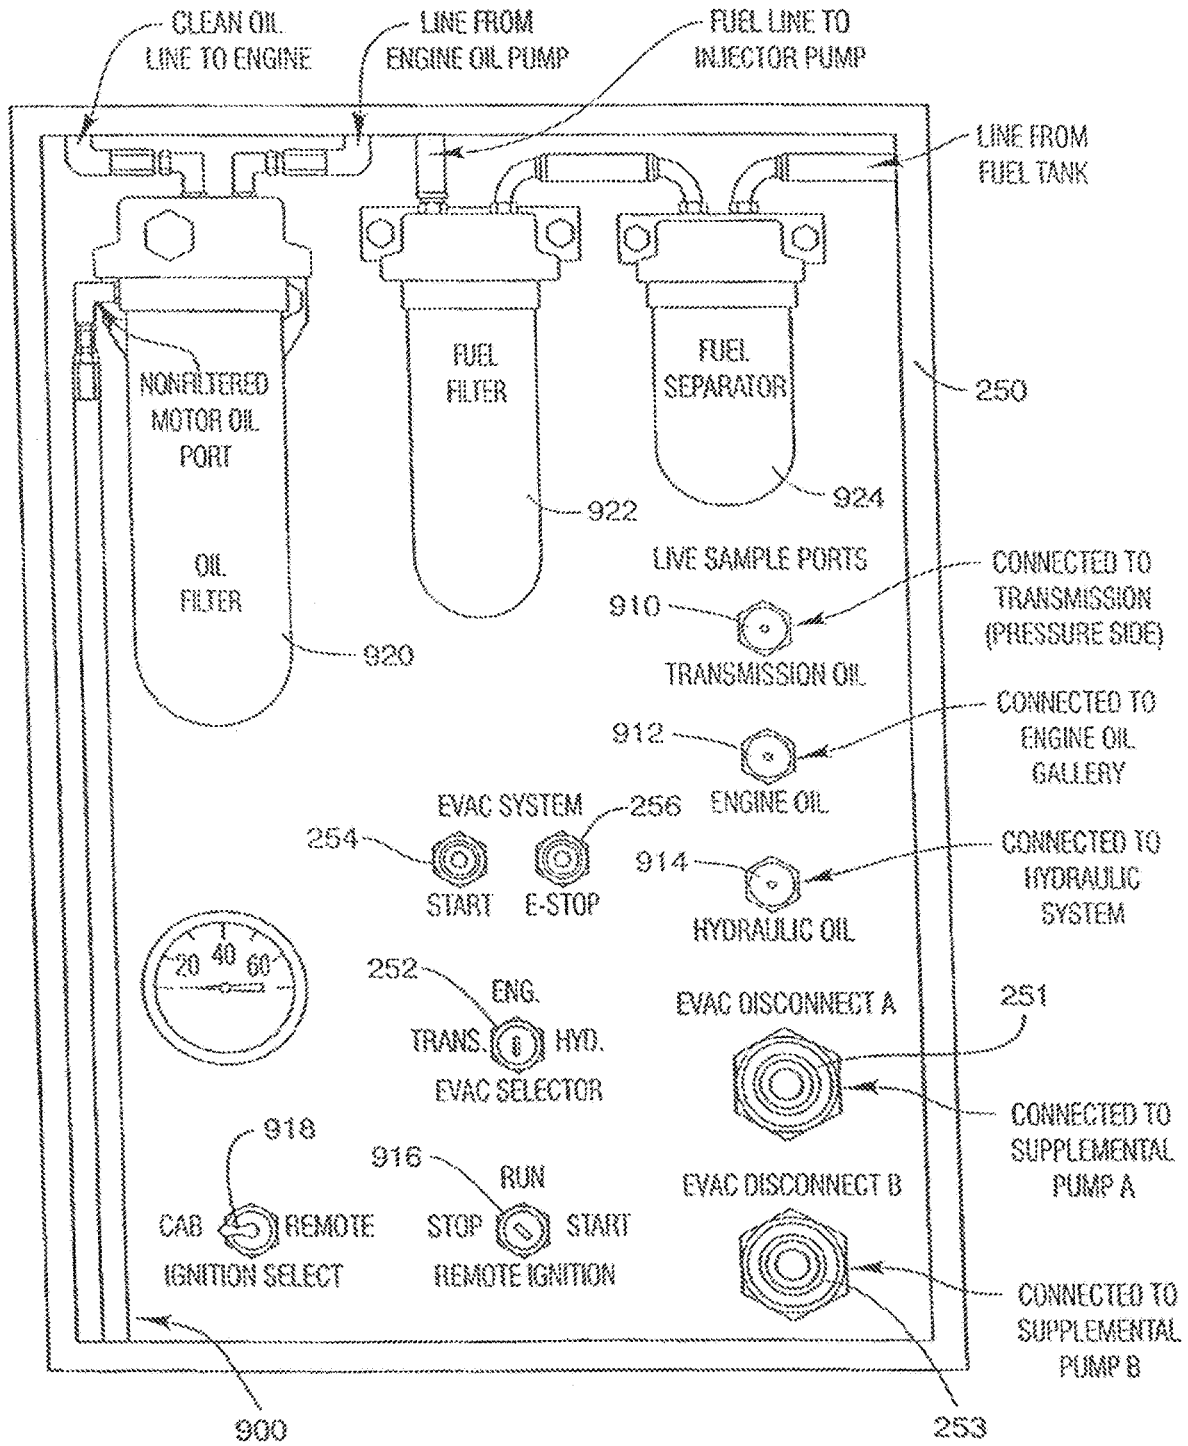 CLEAN OIL
LINE TO ENGINE
LINE FROM
ENGINE OIL PUMP
FUEL LINE TO
INJECTOR PUMP
LINE FROM
FUEL TANK
NONFILTERED
MOTOR OIL
PORT
OIL
FILTER
920
FUEL
FILTER
922
FUEL
SEPARATOR
924
250
LIVE SAMPLE PORTS
910
TRANSMISSION OIL
CONNECTED TO
TRANSMISSION
(PRESSURE SIDE)
912
ENGINE OIL
CONNECTED TO
ENGINE OIL
GALLERY
EVAC SYSTEM
254
256
START
E-STOP
914
HYDRAULIC OIL
CONNECTED TO
HYDRAULIC
SYSTEM
20
40
60
252
ENG.
TRANS.
HYD.
EVAC SELECTOR
EVAC DISCONNECT A
251
CONNECTED TO
SUPPLEMENTAL
PUMP A
918
CAB
REMOTE
IGNITION SELECT
916
RUN
STOP
START
REMOTE IGNITION
EVAC DISCONNECT B
CONNECTED TO
SUPPLEMENTAL
PUMP B
900
253